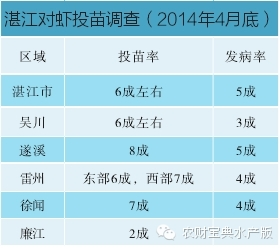 湛江对虾投苗调查（2014年4月底）
区域 投苗率 发病率
湛江市 6成左右 5成
吴川 6成左右 3成
遂溪 8成 5成
雷州 东部6成，西部7成 4成
徐闻 7成 4成
廉江 2成
农财宝典水产版